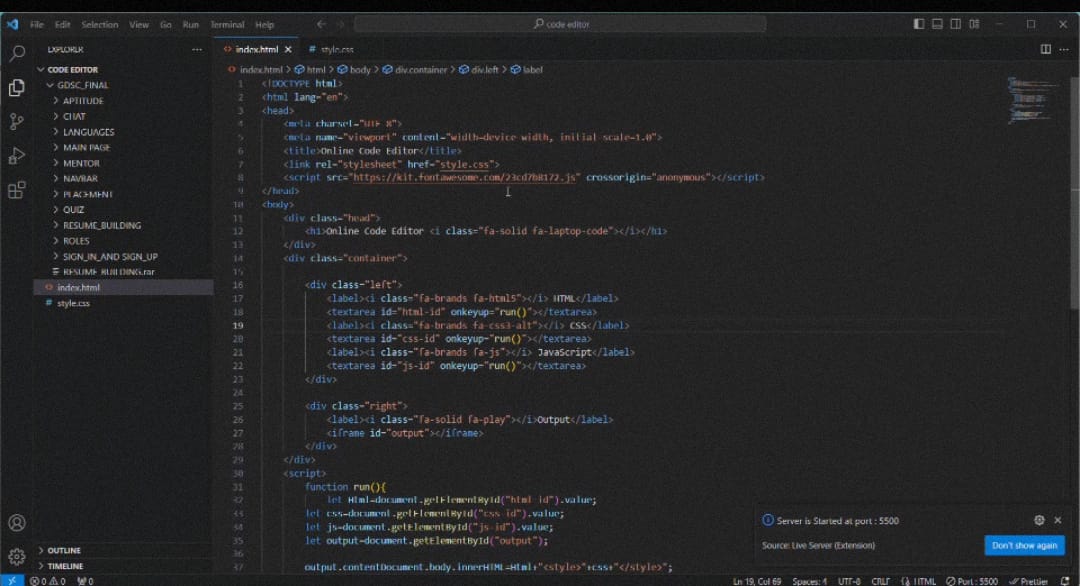 File Edit Selection View Go Run Terminal Help
code editor
EXPLORER
index.html
style.css
CODE EDITOR
GDSC_FINAL
APTITUDE
CHAT
LANGUAGES
MAIN PAGE
MENTOR
NAVBAR
PLACEMENT
QUIZ
RESUME_BUILDING
ROLES
SIGN_IN_AND SIGN_UP
RESUME_BUILDING.rar
index.html
style.css
OUTLINE
TIMELINE
index.html > html > body > div.container > div.left > label
1 <!DOCTYPE html>
2 <html lang="en">
3 <head>
4 <meta charset="UTF-8">
5 <meta name="viewport" content="width=device-width, initial-scale=1.0">
6 <title>Online Code Editor</title>
7 <link rel="stylesheet" href="style.css">
8 <script src="https://kit.fontawesome.com/23cd7b8172.js" crossorigin="anonymous"></script>
9 </head>
10 <body>
11 <div class="head">
12 <h1>Online Code Editor <i class="fa-solid fa-laptop-code"></i></h1>
13 </div>
14 <div class="container">
15
16 <div class="left">
17 <label><i class="fa-brands fa-html5"></i> HTML</label>
18 <textarea id="html-id" onkeyup="run()"></textarea>
19 <label><i class="fa-brands fa-css3-alt"></i> CSS</label>
20 <textarea id="css-id" onkeyup="run()"></textarea>
21 <label><i class="fa-brands fa-js"></i> JavaScript</label>
22 <textarea id="js-id" onkeyup="run()"></textarea>
23 </div>
24
25 <div class="right">
26 <label><i class="fa-solid fa-play"></i>Output</label>
27 <iframe id="output"></iframe>
28 </div>
29 </div>
30 <script>
31 function run(){
32 let Html=document.getElementById("html-id").value;
33 let css=document.getElementById("css-id").value;
34 let js=document.getElementById("js-id").value;
35 let output=document.getElementById("output");
36
37 output.contentDocument.body.innerHTML=Html+"<style>"+css+"</style>";
Server is Started at port : 5500
Source: Live Server (Extension)
Don't show again
0 0 0
Ln 19, Col 69 Spaces: 4 UTF-8 CRLF {} HTML Port : 5500 Prettier